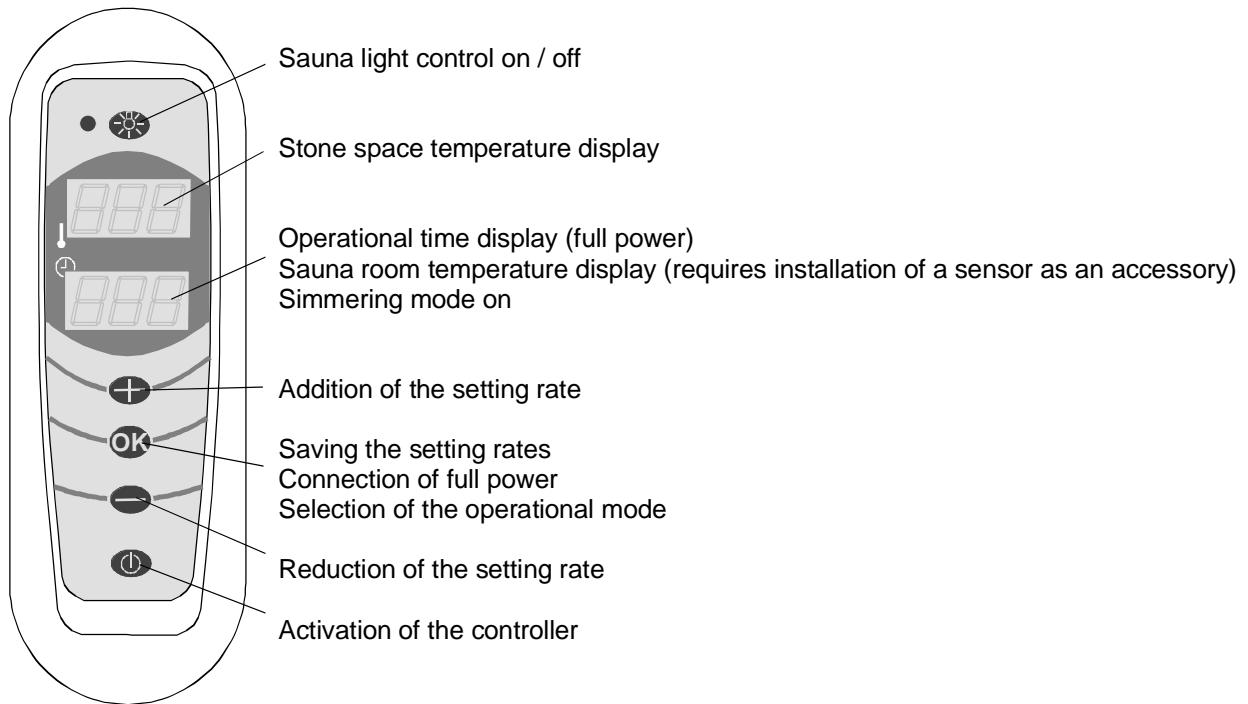 Sauna light control on / off
Stone space temperature display
Operational time display (full power)
Sauna room temperature display (requires installation of a sensor as an accessory)
Simmering mode on
Addition of the setting rate
OK
Saving the setting rates
Connection of full power
Selection of the operational mode
Reduction of the setting rate
Activation of the controller